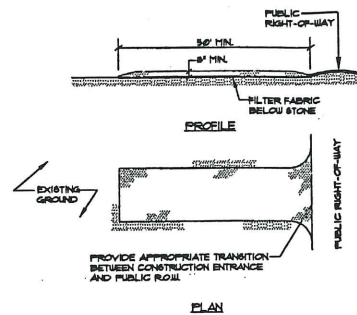 PUBLIC
RIGHT-OF-WAY
50' MIN.
8" MIN.
FILTER FABRIC
BELOW STONE
PROFILE
EXISTING
GROUND
PUBLIC RIGHT-OF-WAY
PROVIDE APPROPRIATE TRANSITION
BETWEEN CONSTRUCTION ENTRANCE
AND PUBLIC R.O.W.
PLAN